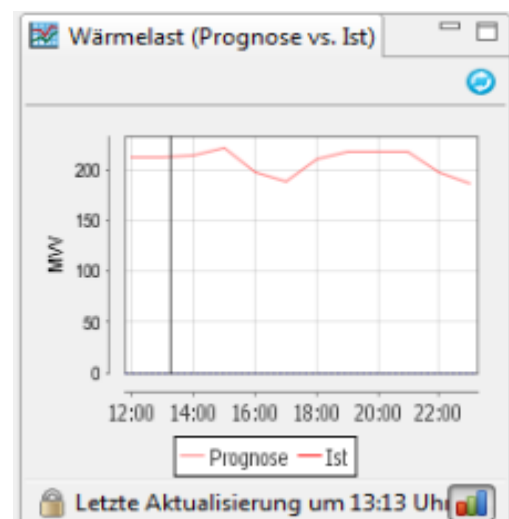 Wärmelast (Prognose vs. Ist)
200
150
100
50
0
MW
12:00 14:00 16:00 18:00 20:00 22:00
Prognose Ist
Letzte Aktualisierung um 13:13 Uhr